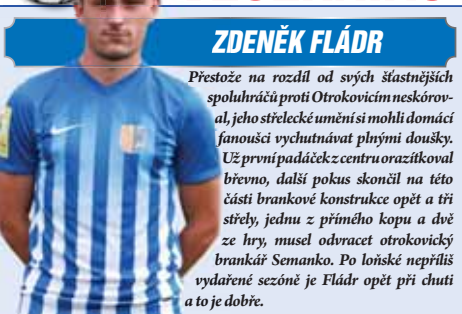 ZDENĚK FLÁDR
Přestože na rozdíl od svých šťastnějších
spoluhráčů proti Otrokovicím neskórov-
al, jeho střelecké umění si mohli domácí
fanoušci vychutnávat plnými doušky.
Už první padáček z centru orazítkoval
břevno, další pokus skončil na této
části brankové konstrukce opět a tři
střely, jednu z přímého kopu a dvě
ze hry, musel odvracet otrokovický
brankář Semanko. Po loňské nepříliš
vydařené sezóně je Fládr opět při chuti
a to je dobře.